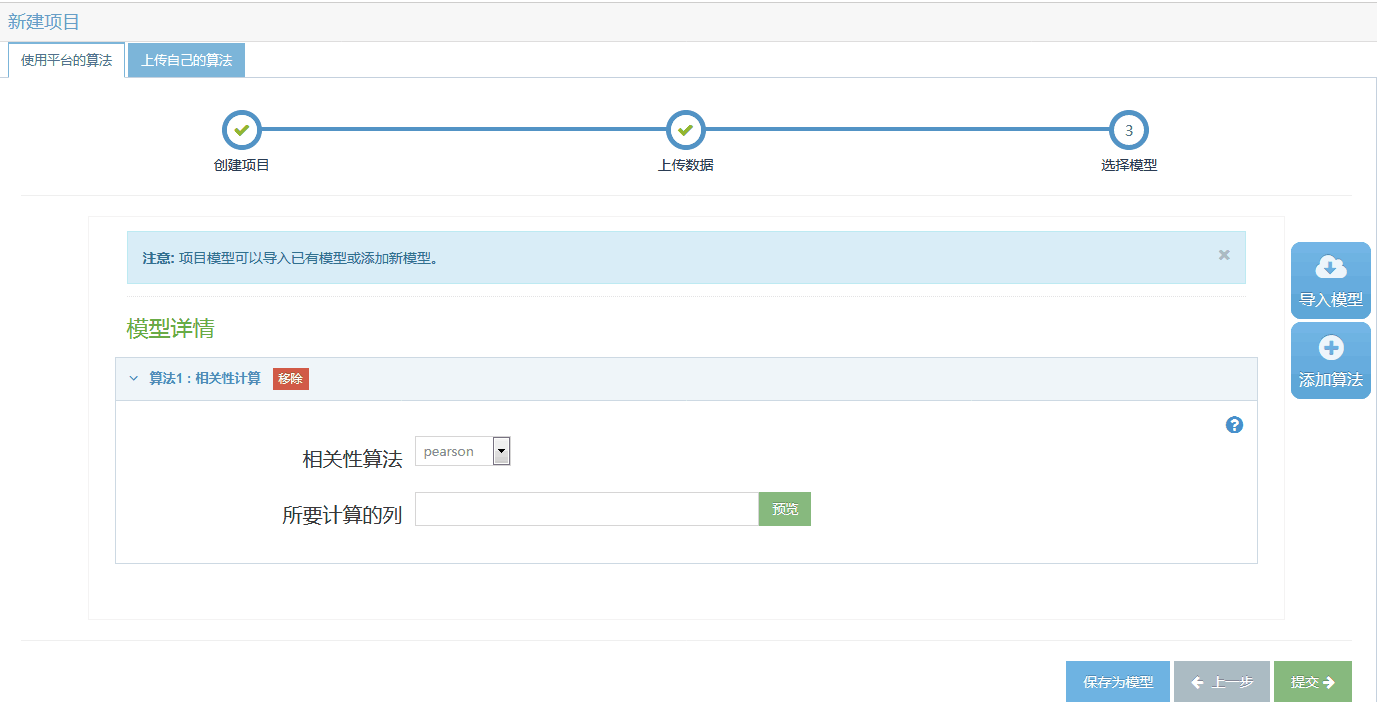 新建项目
使用平台的算法 上传自己的算法
3
创建项目 上传数据 选择模型
注意: 项目模型可以导入已有模型或添加新模型。
导入模型
模型详情
添加算法
算法1 : 相关性计算 移除
相关性算法 pearson
所要计算的列 预览
保存为模型 上一步 提交